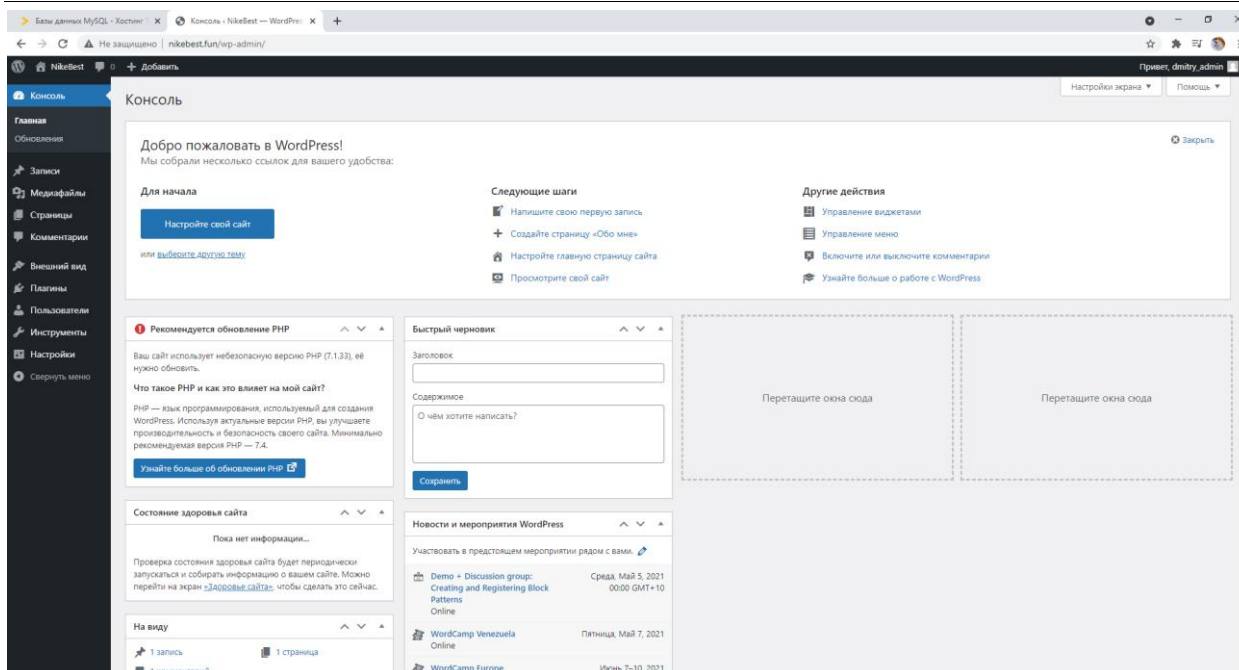 Базы данных MySQL - Хостинг
Консоль ‹ NikeBest — WordPres
Не защищено | nikebest.fun/wp-admin/
NikeBest 0 + Добавить
Привет, dmitry_admin
Консоль
Главная
Обновления
Записи
Медиафайлы
Страницы
Комментарии
Внешний вид
Плагины
Пользователи
Инструменты
Настройки
Свернуть меню
Консоль
Настройки экрана ▼
Помощь ▼
Добро пожаловать в WordPress!
Мы собрали несколько ссылок для вашего удобства:
Закрыть
Для начала
Настройте свой сайт
или выберите другую тему
Следующие шаги
Напишите свою первую запись
Создайте страницу «Обо мне»
Настройте главную страницу сайта
Просмотрите свой сайт
Другие действия
Управление виджетами
Управление меню
Включите или выключите комментарии
Узнайте больше о работе с WordPress
Рекомендуется обновление PHP
Ваш сайт использует небезопасную версию PHP (7.1.33), её
нужно обновить.
Что такое PHP и как это влияет на мой сайт?
PHP — язык программирования, используемый для создания
WordPress. Используя актуальные версии PHP, вы улучшаете
производительность и безопасность своего сайта. Минимально
рекомендуемая версия PHP — 7.4.
Узнайте больше об обновлении PHP
Состояние здоровья сайта
Пока нет информации...
Проверка состояния здоровья сайта будет периодически
запускаться и собирать информацию о вашем сайте. Можно
перейти на экран «Здоровье сайта», чтобы сделать это сейчас.
На виду
1 запись
1 страница
Быстрый черновик
Заголовок
Содержимое
О чём хотите написать?
Сохранить
Новости и мероприятия WordPress
Участвовать в предстоящем мероприятии рядом с вами.
Demo + Discussion group:
Creating and Registering Block
Patterns
Online
Среда, Май 5, 2021
00:00 GMT+10
WordCamp Venezuela
Online
Пятница, Май 7, 2021
WordCamp Europe
Июнь 7–10, 2021
Перетащите окна сюда
Перетащите окна сюда